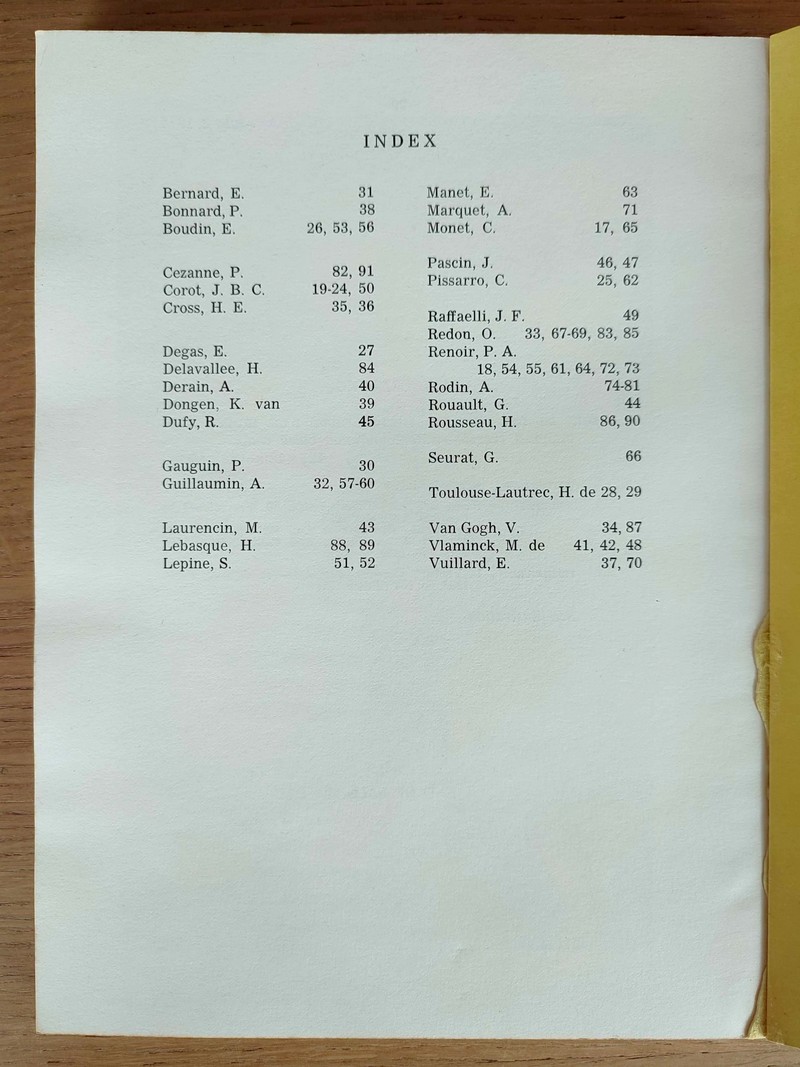 INDEX
Bernard, E. 31
Bonnard, P. 38
Boudin, E. 26, 53, 56
Cezanne, P. 82, 91
Corot, J. B. C. 19-24, 50
Cross, H. E. 35, 36
Degas, E. 27
Delavallee, H. 84
Derain, A. 40
Dongen, K. van 39
Dufy, R. 45
Gauguin, P. 30
Guillaumin, A. 32, 57-60
Laurencin, M. 43
Lebasque, H. 88, 89
Lepine, S. 51, 52
Manet, E. 63
Marquet, A. 71
Monet, C. 17, 65
Pascin, J. 46, 47
Pissarro, C. 25, 62
Raffaelli, J. F. 49
Redon, O. 33, 67-69, 83, 85
Renoir, P. A.
18, 54, 55, 61, 64, 72, 73
Rodin, A. 74-81
Rouault, G. 44
Rousseau, H. 86, 90
Seurat, G. 66
Toulouse-Lautrec, H. de 28, 29
Van Gogh, V. 34, 87
Vlaminck, M. de 41, 42, 48
Vuillard, E. 37, 70